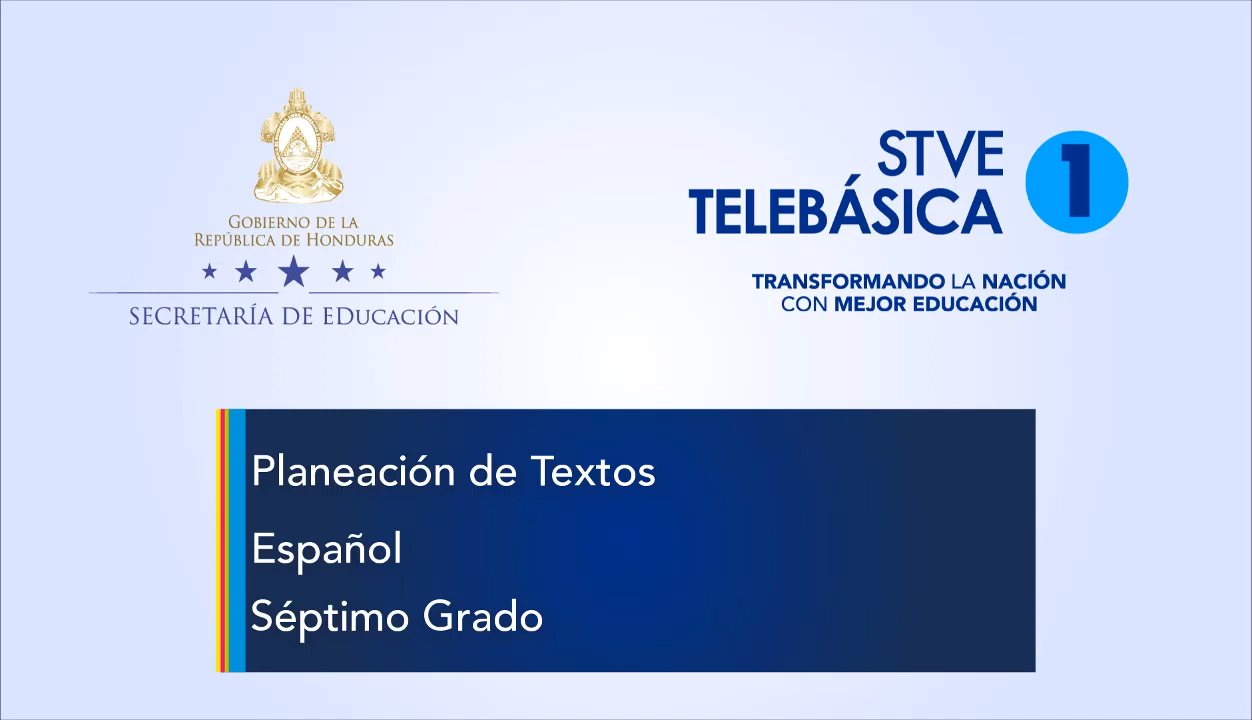 GOBIERNO DE LA
REPÚBLICA DE HONDURAS
SECRETARÍA DE EDUCACIÓN
STVE
TELEBÁSICA
1
TRANSFORMANDO LA NACIÓN
CON MEJOR EDUCACIÓN
Planeación de Textos
Español
Séptimo Grado